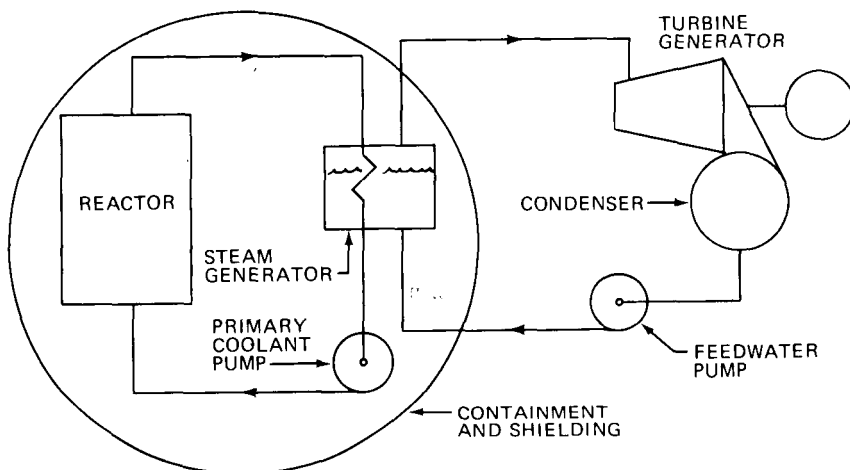 TURBINE
GENERATOR
REACTOR
CONDENSER
STEAM
GENERATOR
PRIMARY
COOLANT
PUMP
FEEDWATER
PUMP
CONTAINMENT
AND SHIELDING